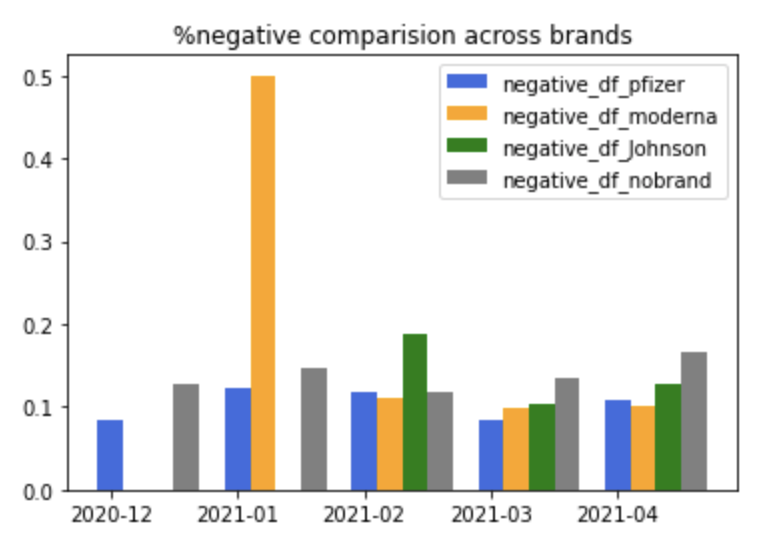 %negative comparision across brands
0.5
0.4
0.3
0.2
0.1
0.0
negative_df_pfizer
negative_df_moderna
negative_df_Johnson
negative_df_nobrand
2020-12 2021-01 2021-02 2021-03 2021-04